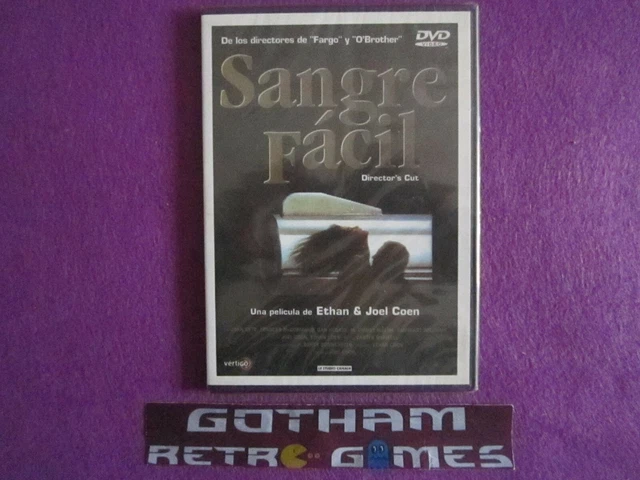 De los directores de "Fargo" y "O'Brother"
DVD
VIDEO
Sangre
Fácil
Director's Cut
Una película de Ethan & Joel Coen
vertigo
GOTHAM
RETRO GAMES